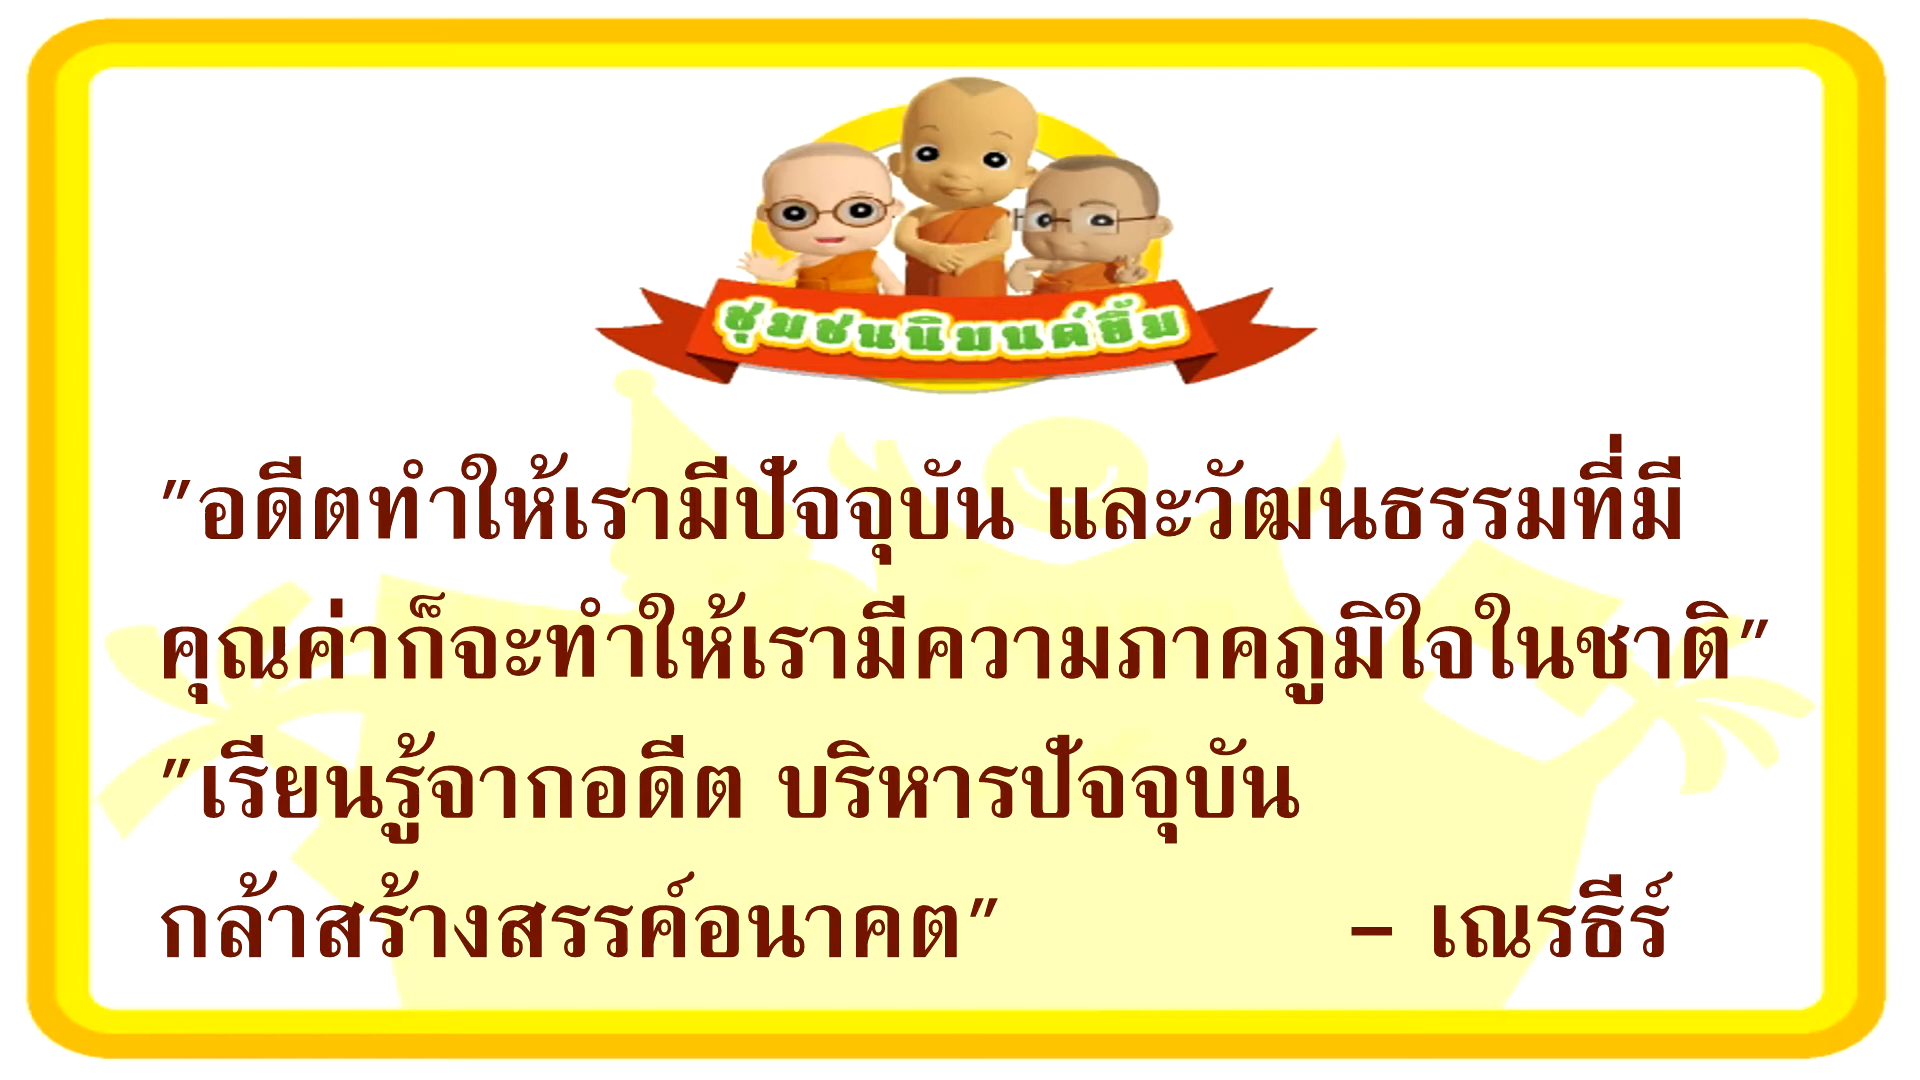 ชุมชนนิมนต์ยิ้ม
"อดีตทำให้เรามีปัจจุบัน และวัฒนธรรมที่มี
คุณค่าก็จะทำให้เรามีความภาคภูมิใจในชาติ"
"เรียนรู้จากอดีต บริหารปัจจุบัน
กล้าสร้างสรรค์อนาคต" – เณรธีร์